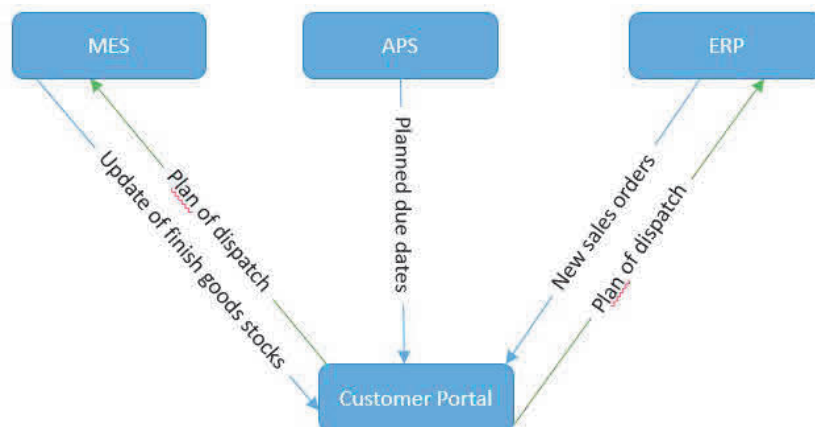 MES
APS
ERP
Update of finish goods stocks
Plan of dispatch
Planned due dates
New sales orders
Plan of dispatch
Customer Portal